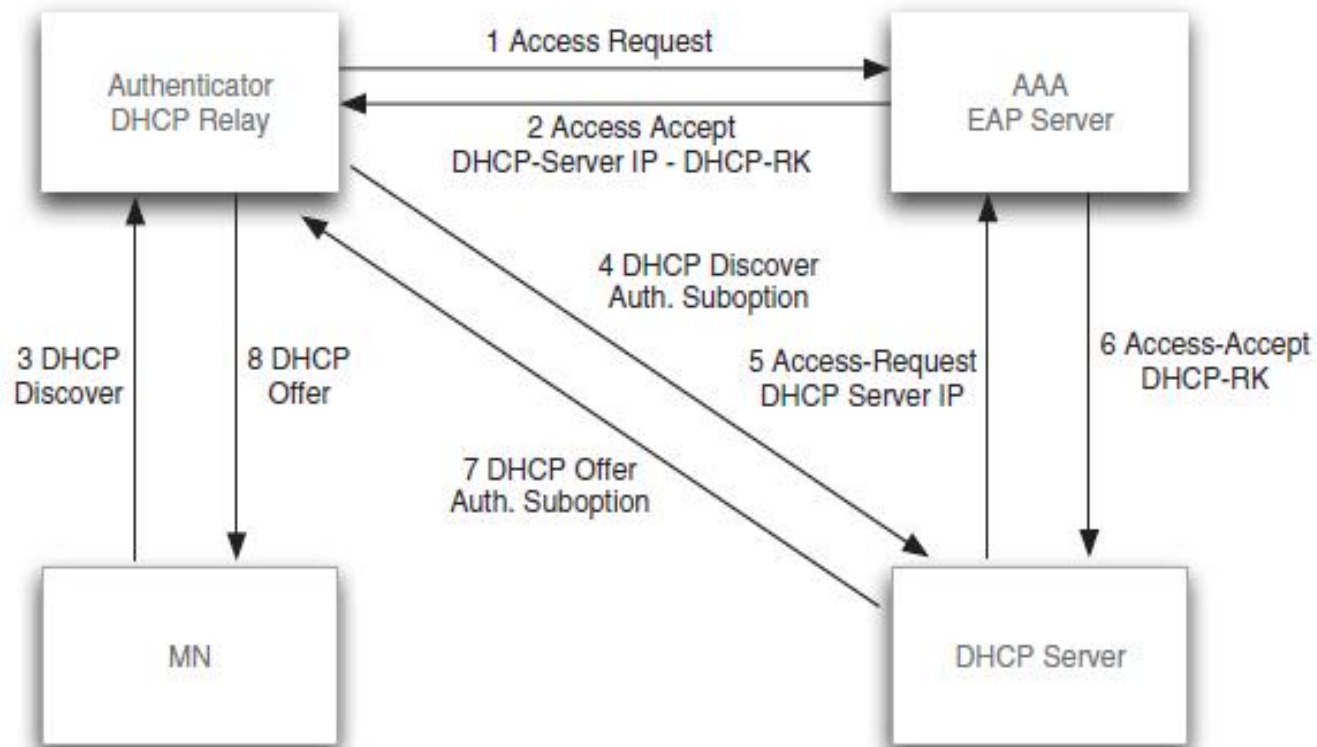 1 Access Request
Authenticator
DHCP Relay
AAA
EAP Server
2 Access Accept
DHCP-Server IP - DHCP-RK
4 DHCP Discover
Auth. Suboption
3 DHCP
Discover
8 DHCP
Offer
5 Access-Request
DHCP Server IP
6 Access-Accept
DHCP-RK
7 DHCP Offer
Auth. Suboption
MN
DHCP Server